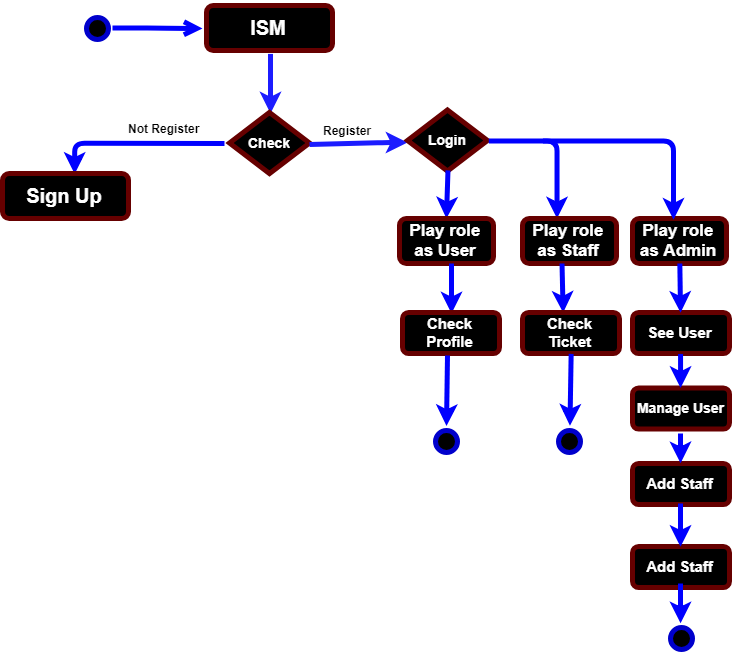 ISM
Not Register
Register
Check
Login
Sign Up
Play role
as User
Play role
as Staff
Play role
as Admin
Check
Profile
Check
Ticket
See User
Manage User
Add Staff
Add Staff